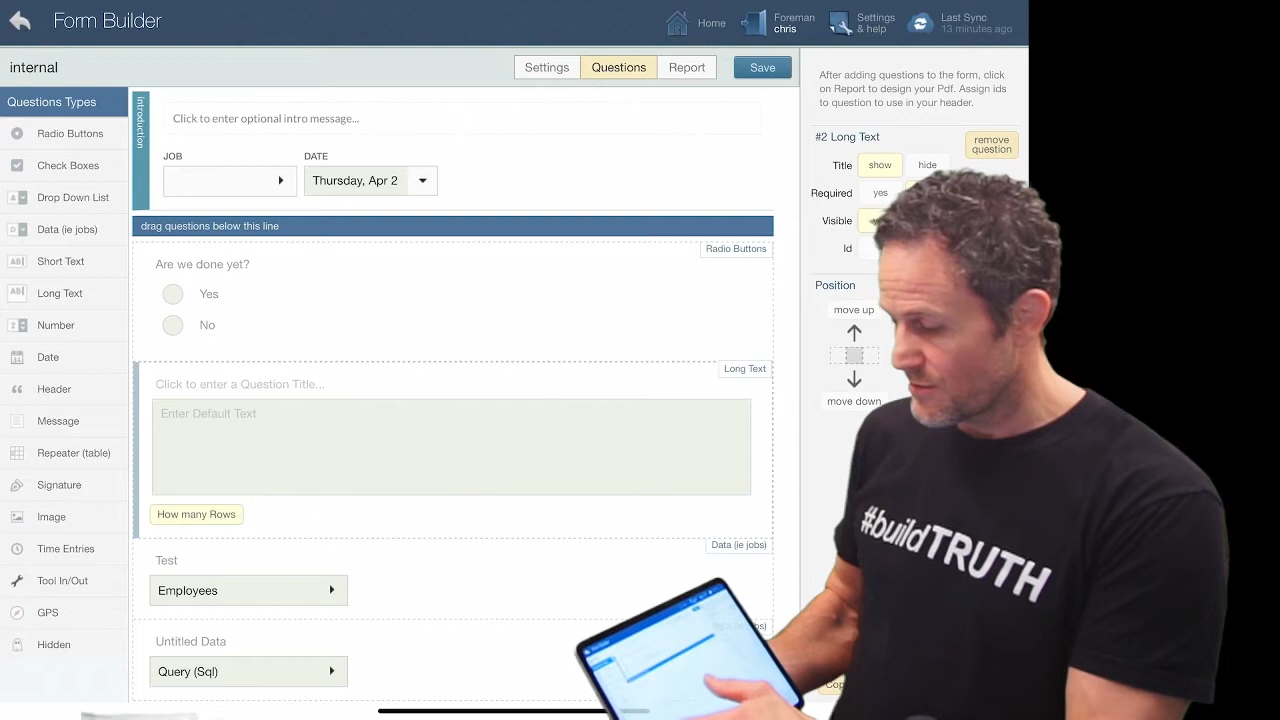 Form Builder
Home
Foreman
chris
Settings
& help
Last Sync
13 minutes ago
internal
Settings
Questions
Report
Save
Questions Types
Radio Buttons
Check Boxes
Drop Down List
Data (ie jobs)
Short Text
Long Text
Number
Date
Header
Message
Repeater (table)
Signature
Image
Time Entries
Tool In/Out
GPS
Hidden
introduction
Click to enter optional intro message...
JOB
DATE
Thursday, Apr 2
drag questions below this line
Radio Buttons
Are we done yet?
Yes
No
Long Text
Click to enter a Question Title...
Enter Default Text
How many Rows
Data (ie jobs)
Test
Employees
Untitled Data
Query (Sql)
After adding questions to the form, click
on Report to design your Pdf. Assign ids
to question to use in your header.
#2 Long Text
remove
question
Title
show
hide
Required
yes
Visible
Id
Position
move up
move down
#buildTRUTH